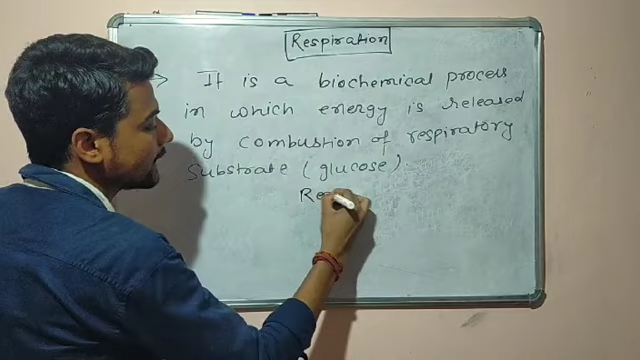 Respiration
→ It is a biochemical process
in which energy is released
by combustion of respiratory
Substrate (glucose).
Re